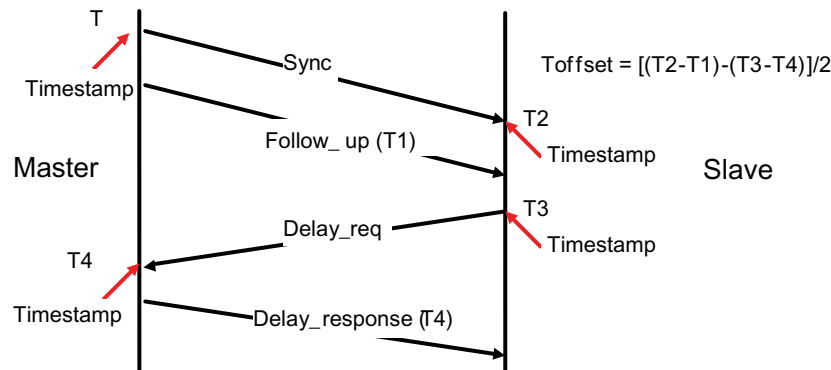 T
Sync
Toffset = [(T2-T1)-(T3-T4)]/2
Timestamp
T2
Follow_ up (T1)
Timestamp
Master
Slave
T3
Delay_req
Timestamp
T4
Timestamp
Delay_response (T4)